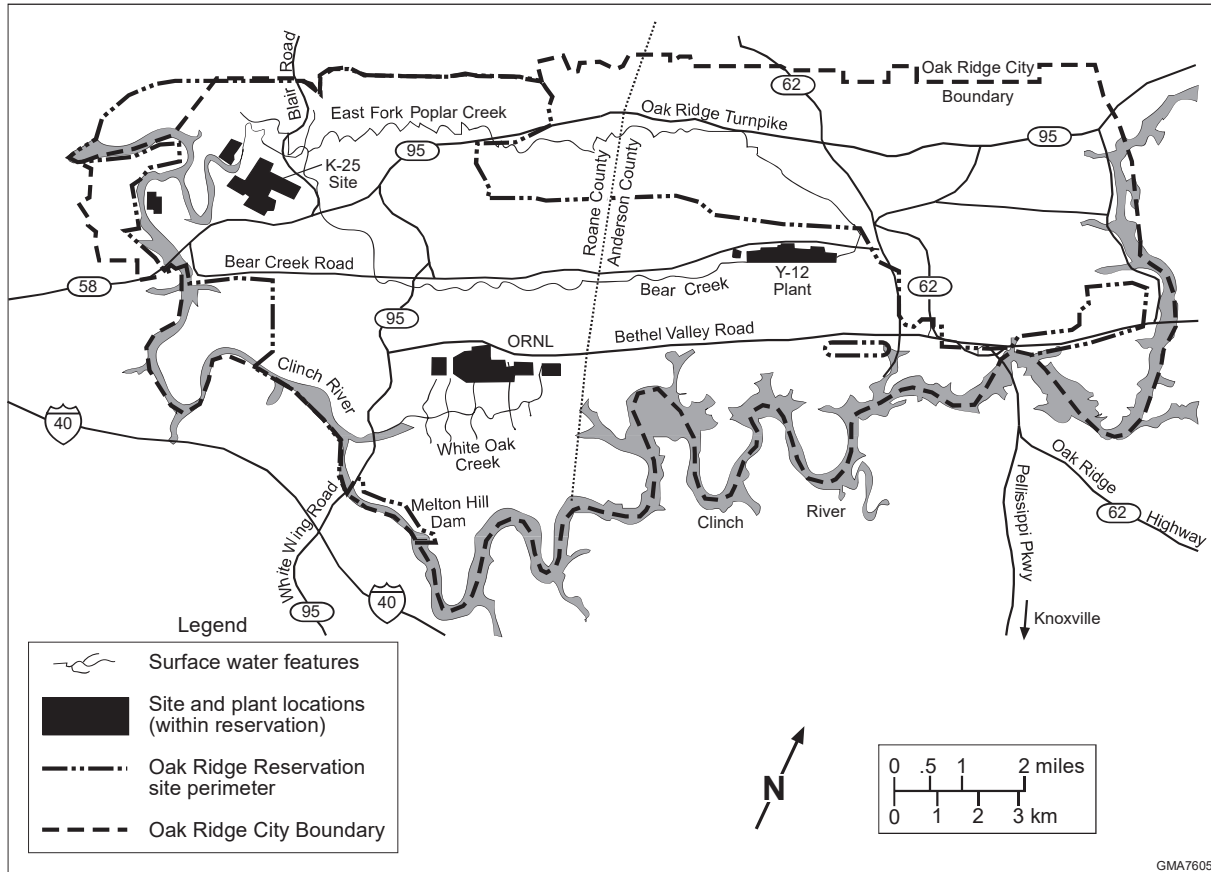 Blair Road
62
Oak Ridge City
Boundary
East Fork Poplar Creek
Oak Ridge Turnpike
95
95
K-25
Site
Roane County
Anderson County
Bear Creek Road
58
Bear Creek
Y-12
Plant
62
95
ORNL
Bethel Valley Road
Clinch River
40
White Oak
Creek
Melton Hill
Dam
White Wing Road
Clinch
River
Pellissippi Pkwy
Oak Ridge
62
Highway
40
95
Knoxville
Legend
Surface water features
Site and plant locations
(within reservation)
Oak Ridge Reservation
site perimeter
Oak Ridge City Boundary
N
0 .5 1 2 miles
0 1 2 3 km
GMA7605